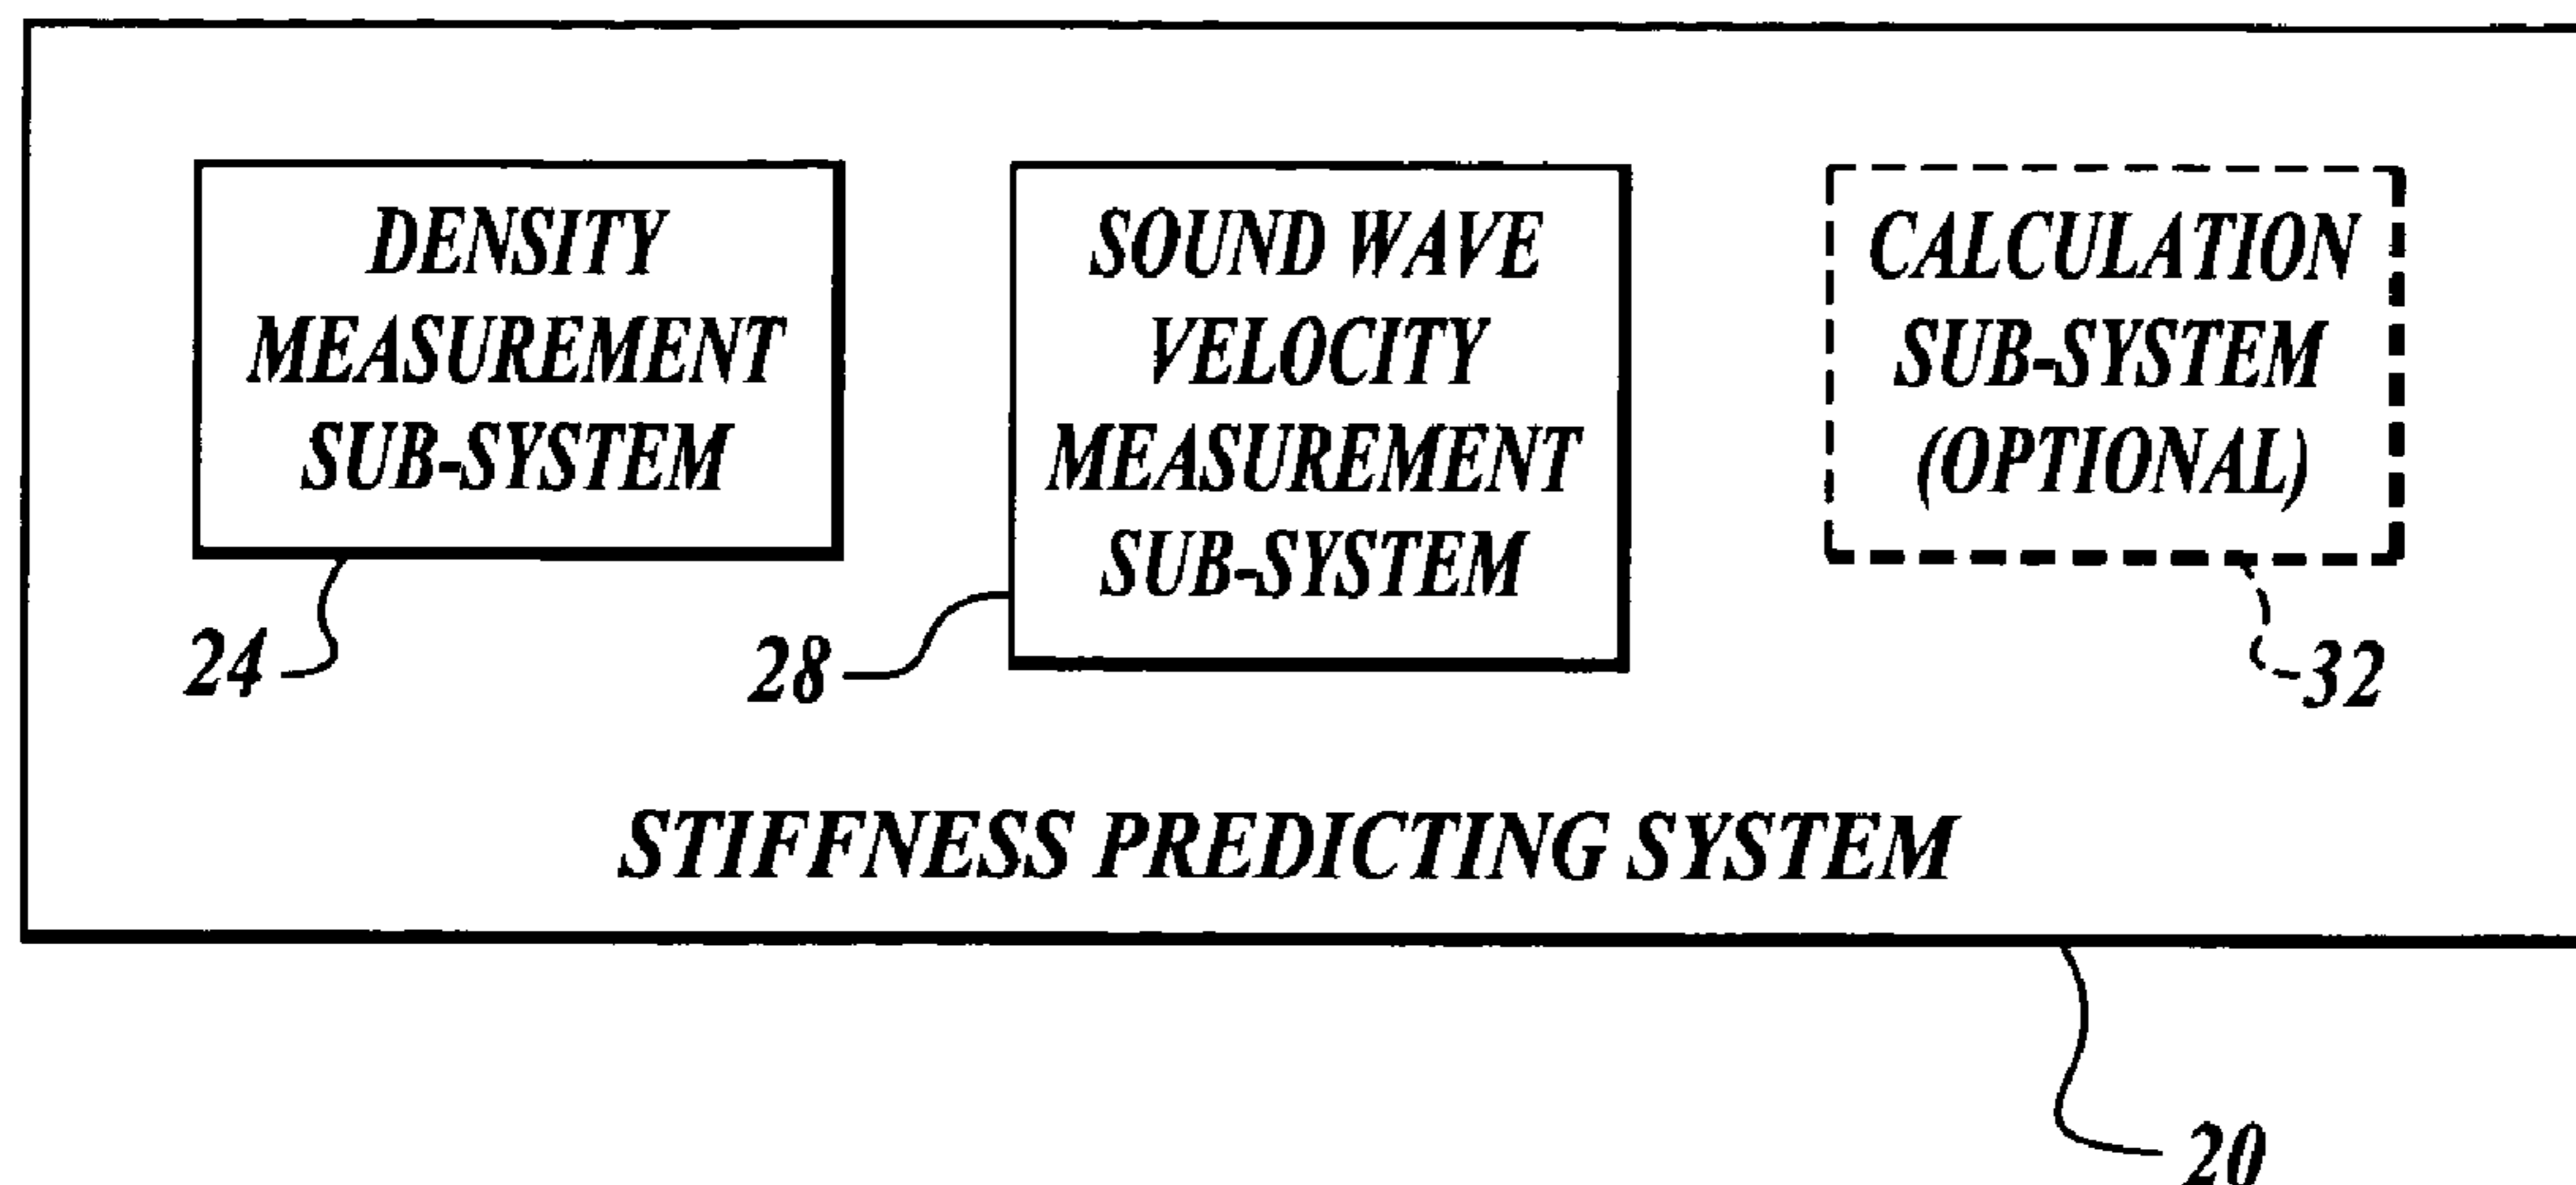 DENSITY
MEASUREMENT
SUB-SYSTEM
24
SOUND WAVE
VELOCITY
MEASUREMENT
SUB-SYSTEM
28
CALCULATION
SUB-SYSTEM
(OPTIONAL)
32
STIFFNESS PREDICTING SYSTEM
20